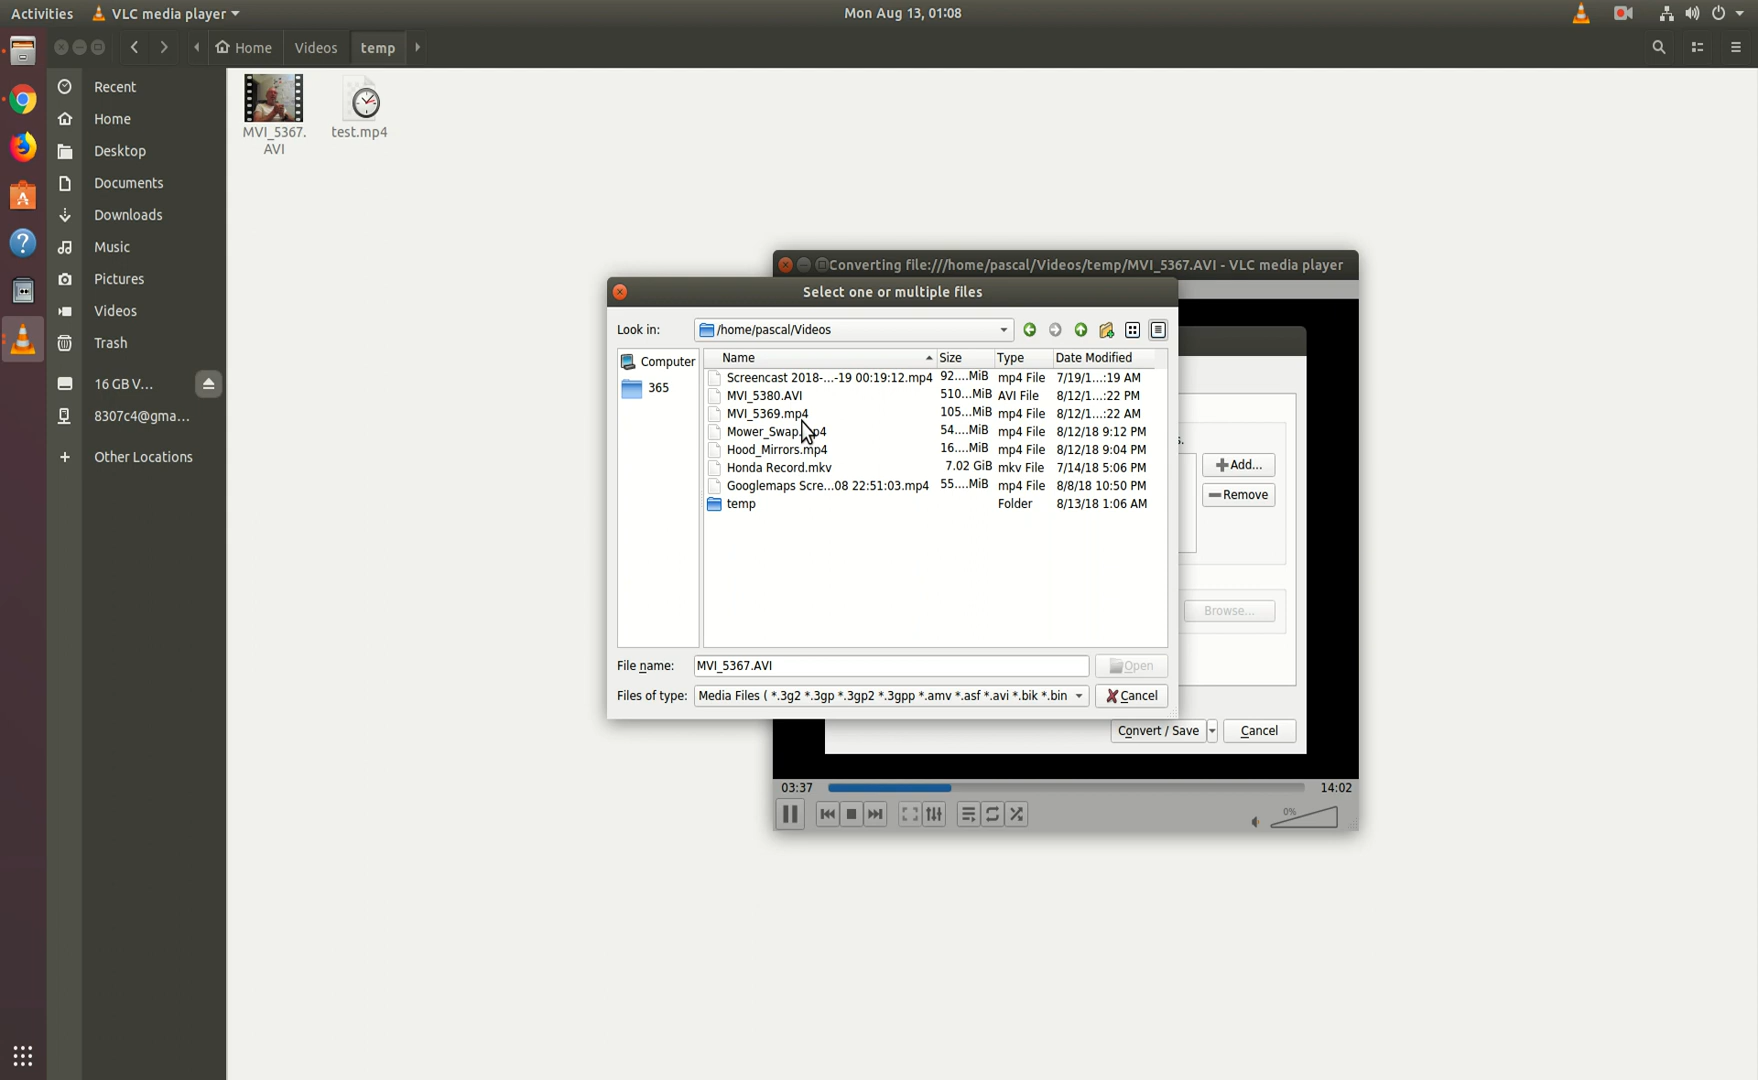 Activities VLC media player Mon Aug 13, 01:08
Home Videos temp
Recent
Home
Desktop
Documents
Downloads
Music
Pictures
Videos
Trash
16 GB V...
8307c4@gma...
Other Locations
MVI_5367.
AVI
test.mp4
Converting file:///home/pascal/Videos/temp/MVI_5367.AVI - VLC media player
Select one or multiple files
Look in: /home/pascal/Videos
Computer
365
Name Size Type Date Modified
Screencast 2018-...-19 00:19:12.mp4 92....MiB mp4 File 7/19/1...:19 AM
MVI_5380.AVI 510...MiB AVI File 8/12/1...:22 PM
MVI_5369.mp4 105...MiB mp4 File 8/12/1...:22 AM
Mower_Swap p4 54....MiB mp4 File 8/12/18 9:12 PM
Hood_Mirrors.mp4 16....MiB mp4 File 8/12/18 9:04 PM
Honda Record.mkv 7.02 GiB mkv File 7/14/18 5:06 PM
Googlemaps Scre...08 22:51:03.mp4 55....MiB mp4 File 8/8/18 10:50 PM
temp Folder 8/13/18 1:06 AM
File name: MVI_5367.AVI Open
Files of type: Media Files ( *.3g2 *.3gp *.3gp2 *.3gpp *.amv *.asf *.avi *.bik *.bin Cancel
s.
Add...
Remove
Browse...
Convert / Save Cancel
03:37 14:02
0%